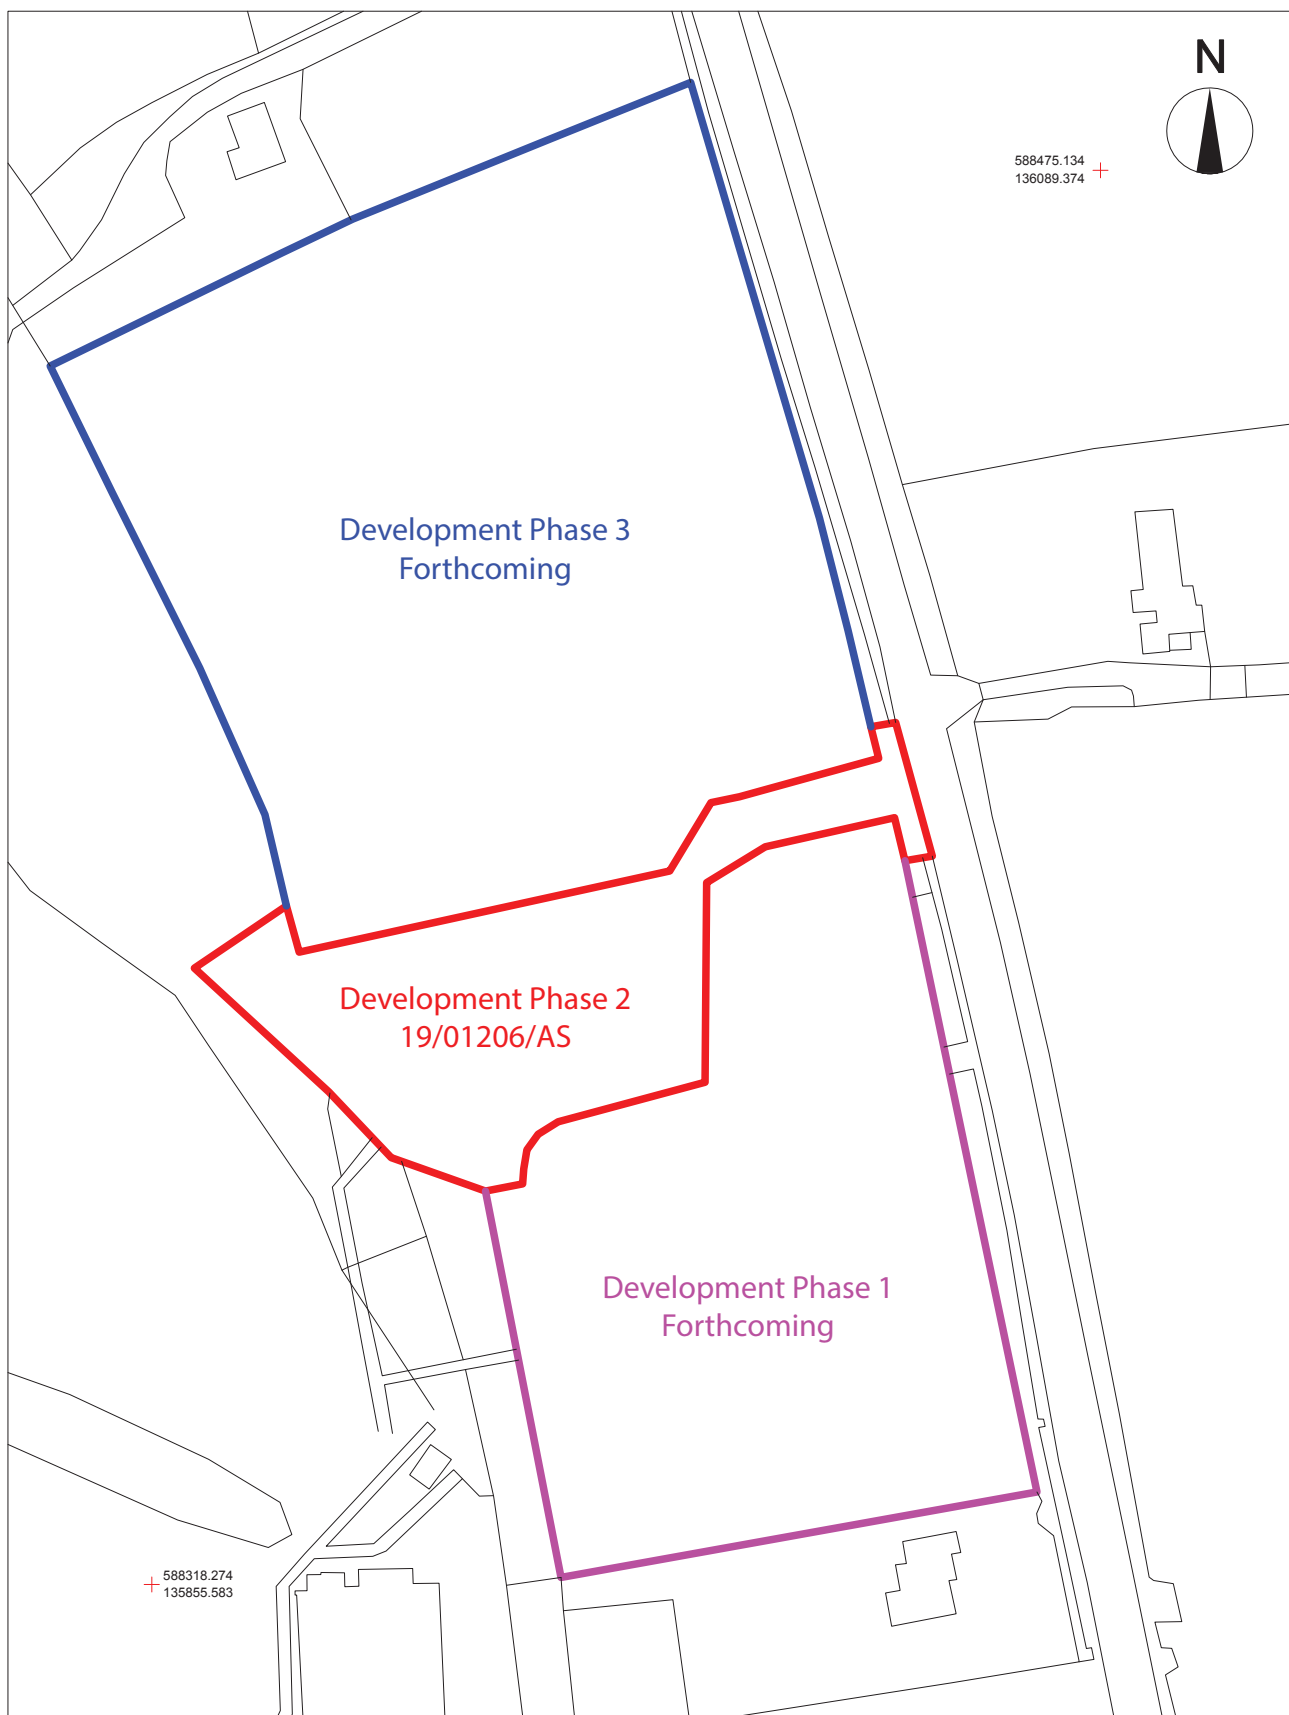 N
588475.134
136089.374
Development Phase 3
Forthcoming
Development Phase 2
19/01206/AS
Development Phase 1
Forthcoming
588318.274
135855.583